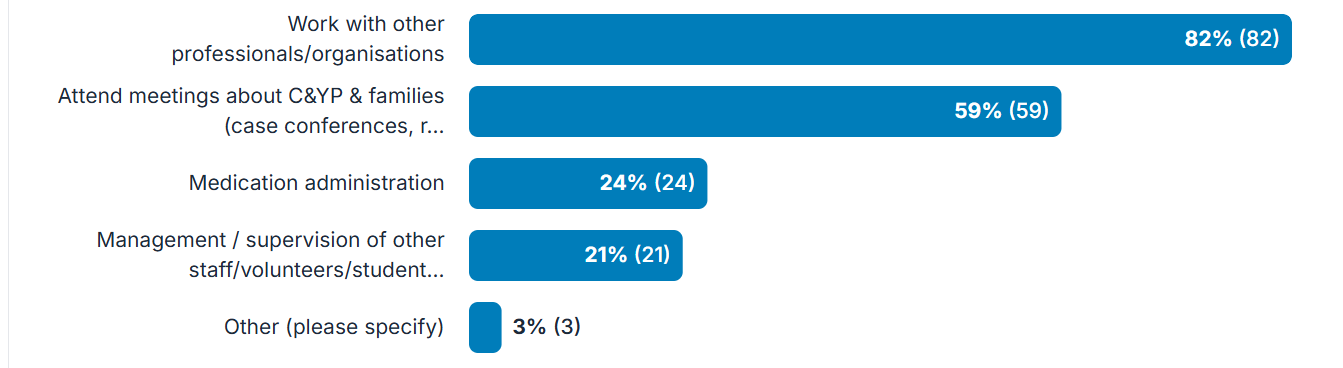 Work with other
professionals/organisations
82% (82)
Attend meetings about C&YP & families
(case conferences, r...
59% (59)
Medication administration
24% (24)
Management / supervision of other
staff/volunteers/student...
21% (21)
Other (please specify)
3% (3)